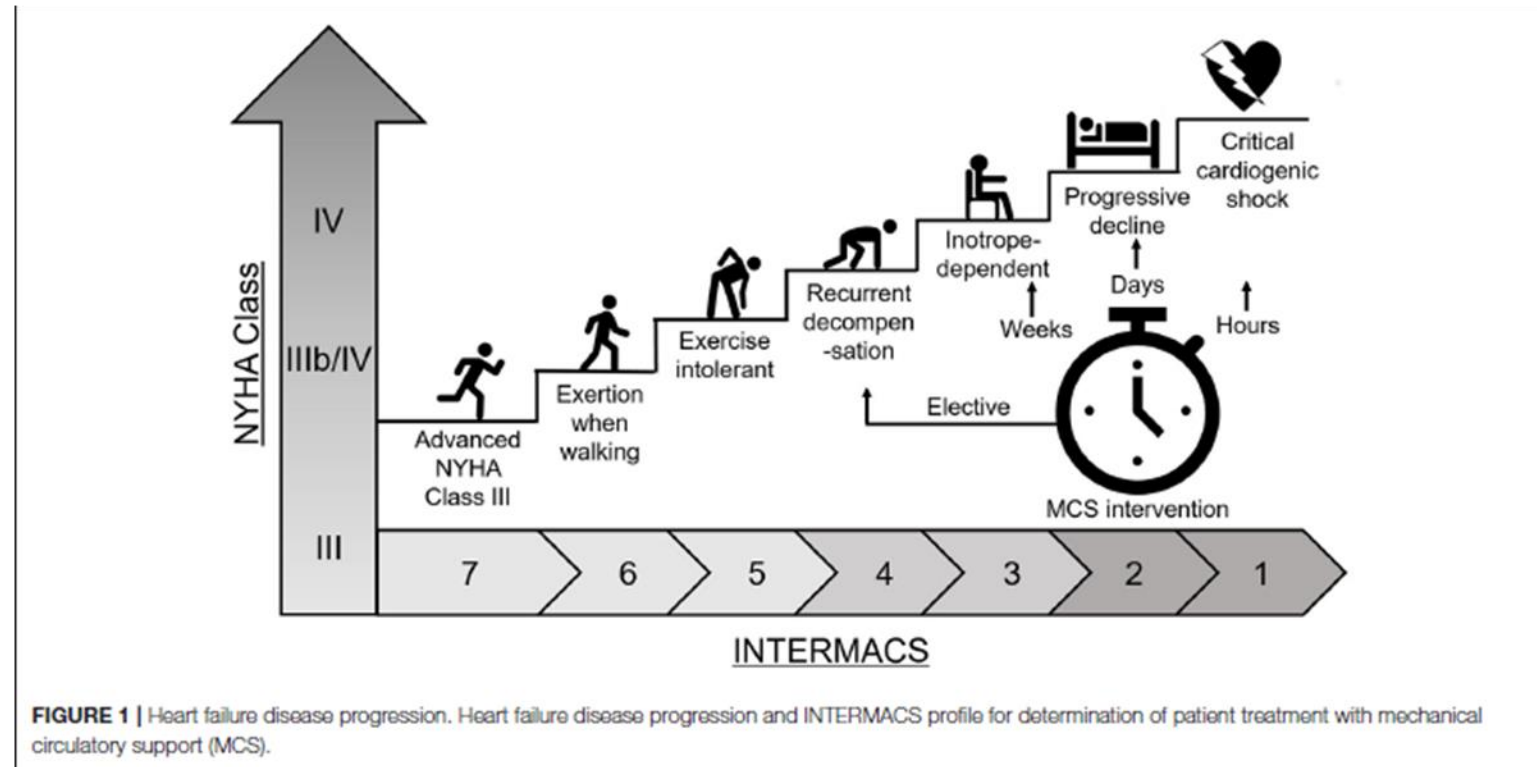 NYHA Class
IV
IIIb/IV
III
Advanced
NYHA
Class III
Exertion
when
walking
Exercise
intolerant
Recurrent
decompen
-sation
Inotrope-
dependent
Progressive
decline
Critical
cardiogenic
shock
Elective
Weeks
Days
Hours
MCS intervention
7
6
5
4
3
2
1
INTERMACS
FIGURE 1 | Heart failure disease progression. Heart failure disease progression and INTERMACS profile for determination of patient treatment with mechanical
circulatory support (MCS).